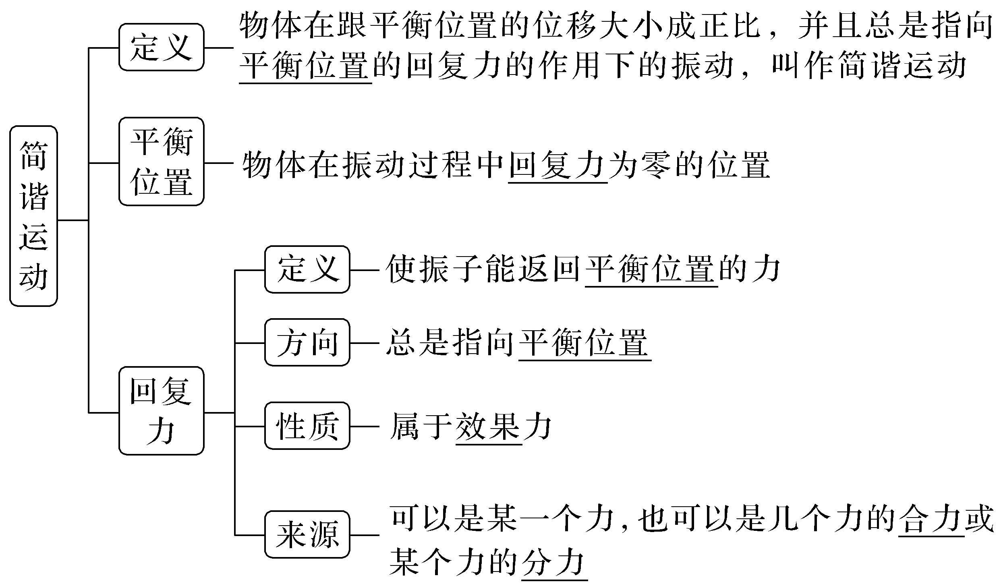 简谐运动
定义
物体在跟平衡位置的位移大小成正比，并且总是指向
平衡位置的回复力的作用下的振动，叫作简谐运动
平衡
位置
物体在振动过程中回复力为零的位置
回复
力
定义
使振子能返回平衡位置的力
方向
总是指向平衡位置
性质
属于效果力
来源
可以是某一个力，也可以是几个力的合力或
某个力的分力